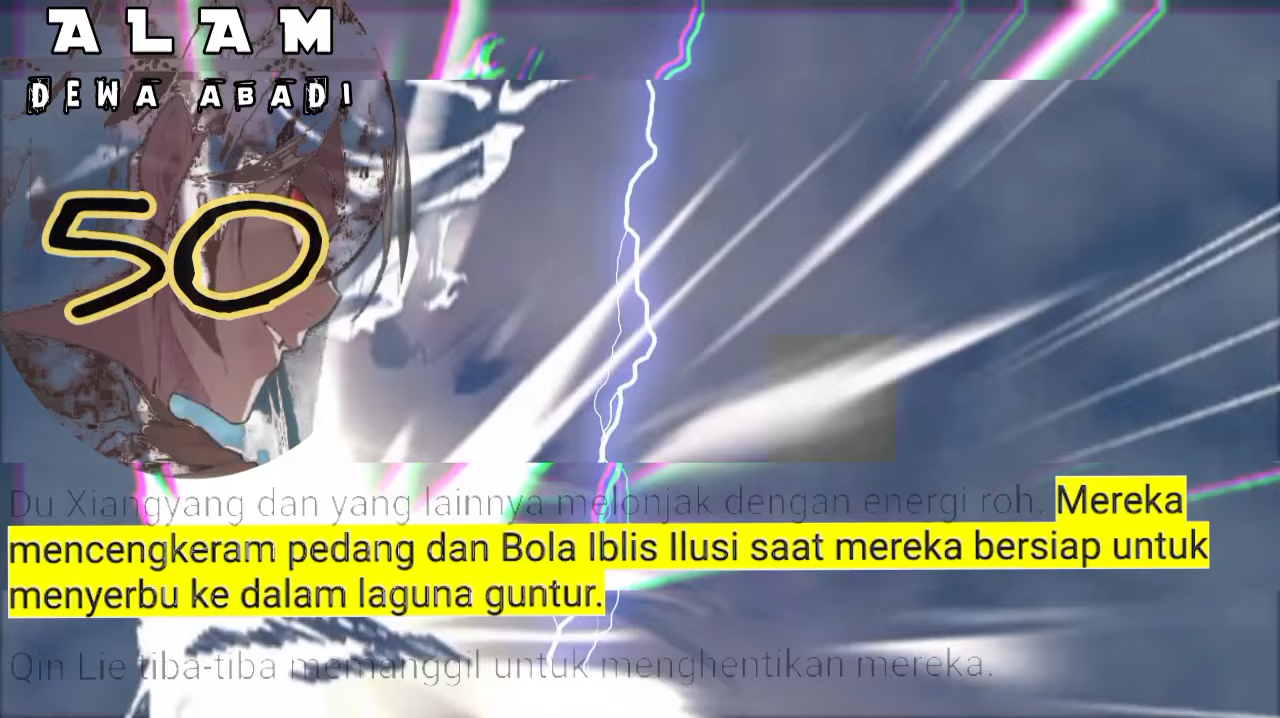 ALAM
DEWA ABADI
50
Du Xiangyang dan yang lainnya melonjak dengan energi roh. Mereka
mencengkeram pedang dan Bola Iblis Ilusi saat mereka bersiap untuk
menyerbu ke dalam laguna guntur.
Qin Lie tiba-tiba memanggil untuk menghentikan mereka.